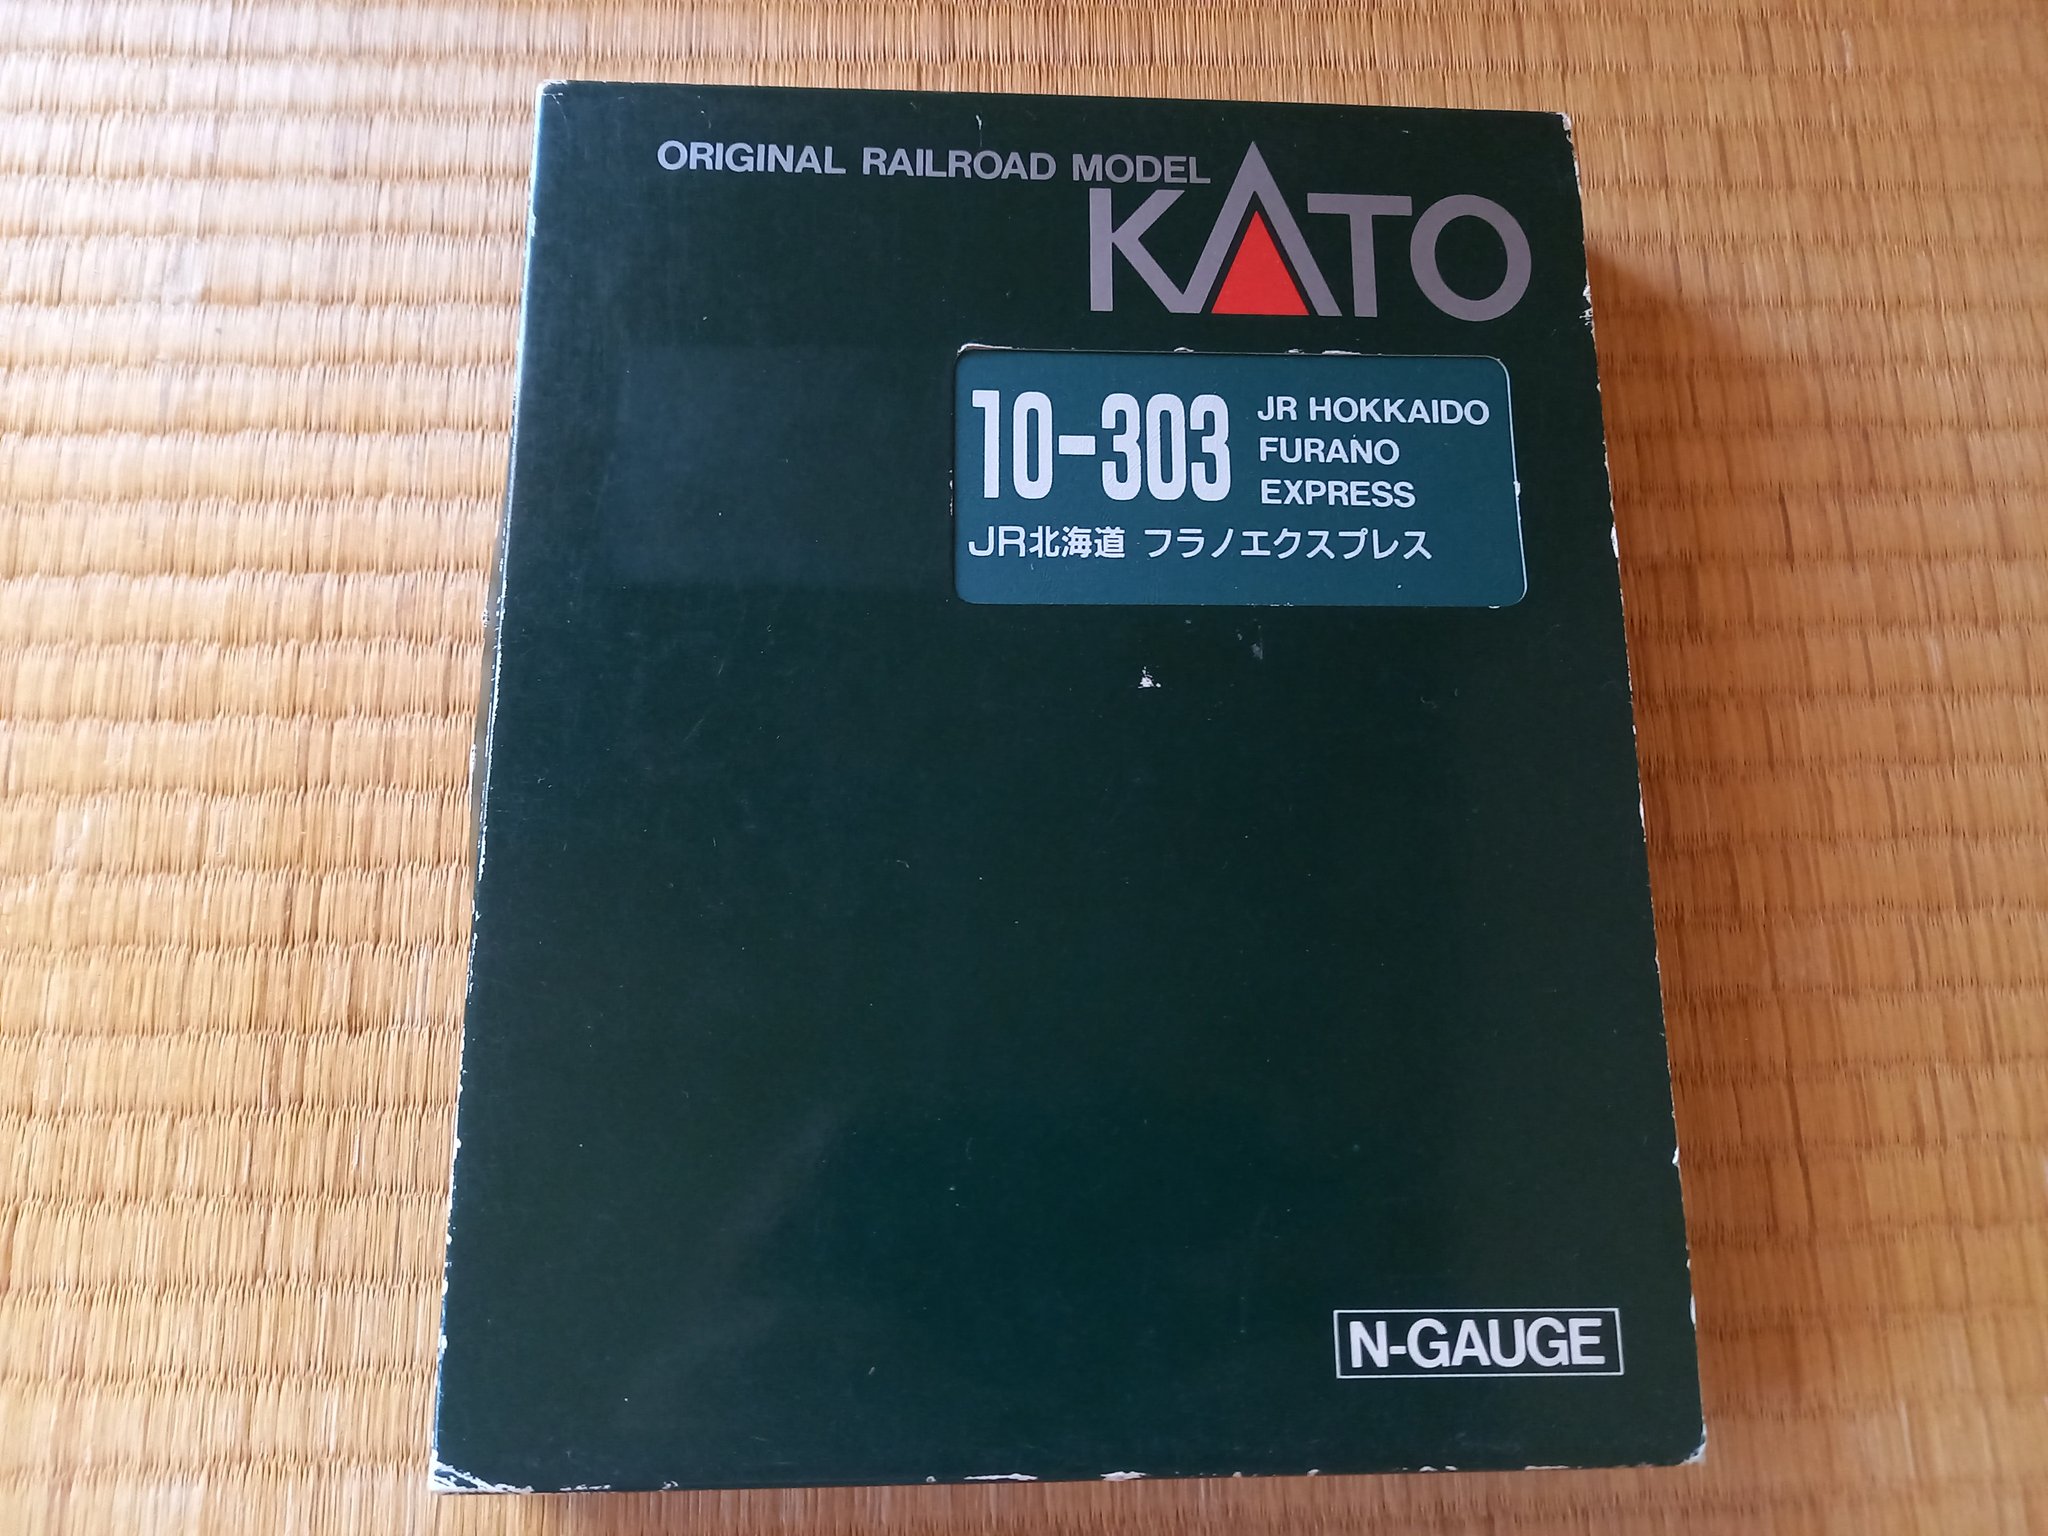 ORIGINAL RAILROAD MODEL
KATO
10-303
JR HOKKAIDO
FURANO
EXPRESS
JR北海道 フラノエクスプレス
N-GAUGE